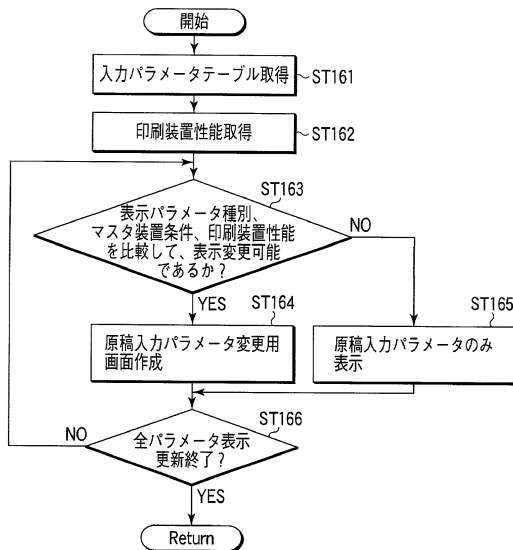 開始
入力パラメータテーブル取得
ST161
印刷装置性能取得
ST162
ST163
表示パラメータ種別、
マスタ装置条件、印刷装置性能
を比較して、表示変更可能
であるか?
NO
YES
ST164
ST165
原稿入力パラメータ変更用
画面作成
原稿入力パラメータのみ
表示
ST166
NO
全パラメータ表示
更新終了?
YES
Return